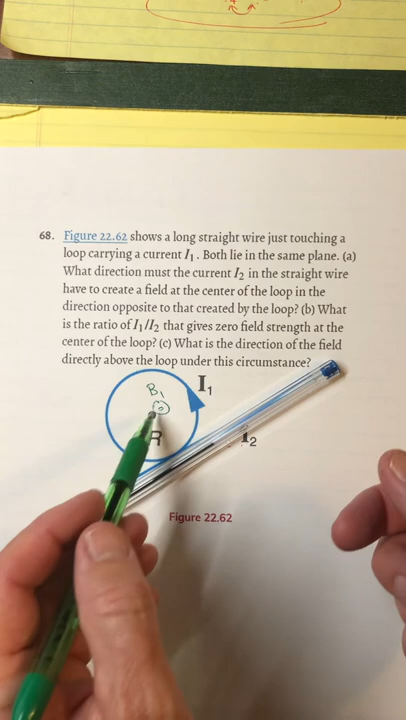 68. Figure 22.62 shows a long straight wire just touching a
loop carrying a current I₁ . Both lie in the same plane. (a)
What direction must the current I₂ in the straight wire
have to create a field at the center of the loop in the
direction opposite to that created by the loop? (b) What
is the ratio of I₁/I₂ that gives zero field strength at the
center of the loop? (c) What is the direction of the field
directly above the loop under this circumstance?
B₁
I₁
R
I₂
Figure 22.62